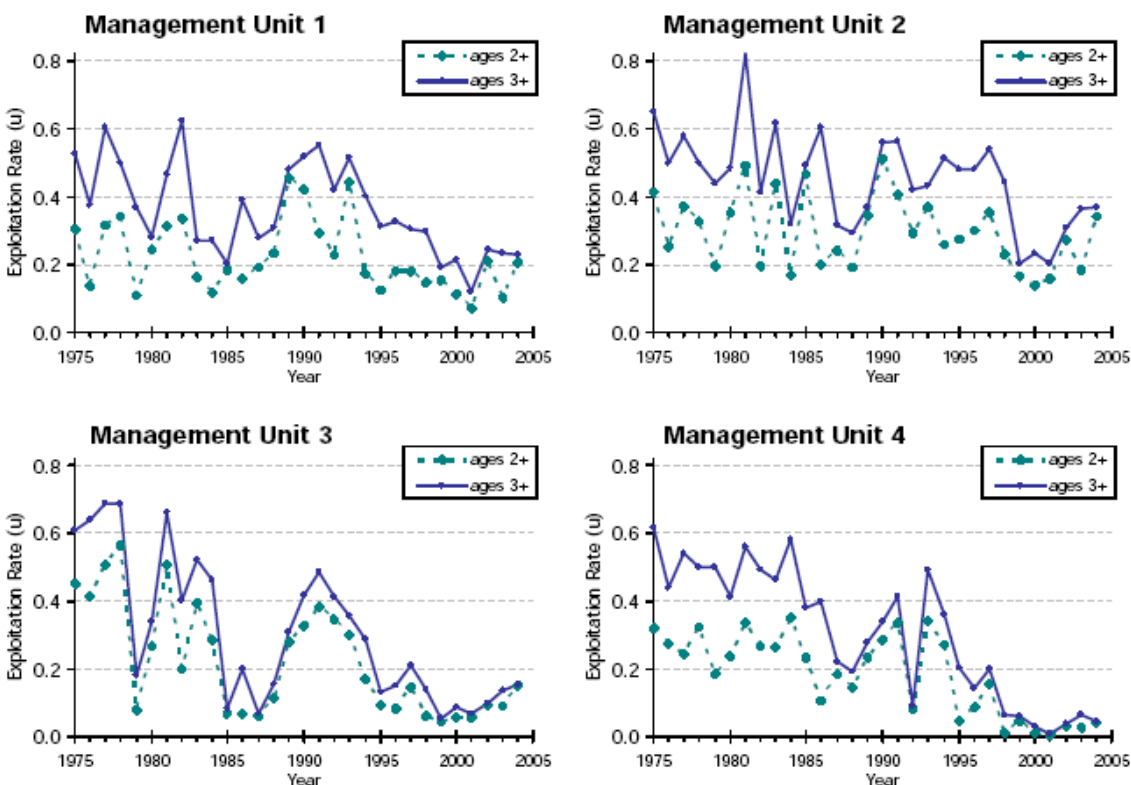 Management Unit 1
ages 2+
ages 3+
0.8
0.6
0.4
0.2
0.0
Exploitation Rate (u)
1975 1980 1985 1990 1995 2000 2005
Year
Management Unit 2
ages 2+
ages 3+
0.8
0.6
0.4
0.2
0.0
Exploitation Rate (u)
1975 1980 1985 1990 1995 2000 2005
Year
Management Unit 3
ages 2+
ages 3+
0.8
0.6
0.4
0.2
0.0
Exploitation Rate (u)
1975 1980 1985 1990 1995 2000 2005
Year
Management Unit 4
ages 2+
ages 3+
0.8
0.6
0.4
0.2
0.0
Exploitation Rate (u)
1975 1980 1985 1990 1995 2000 2005
Year